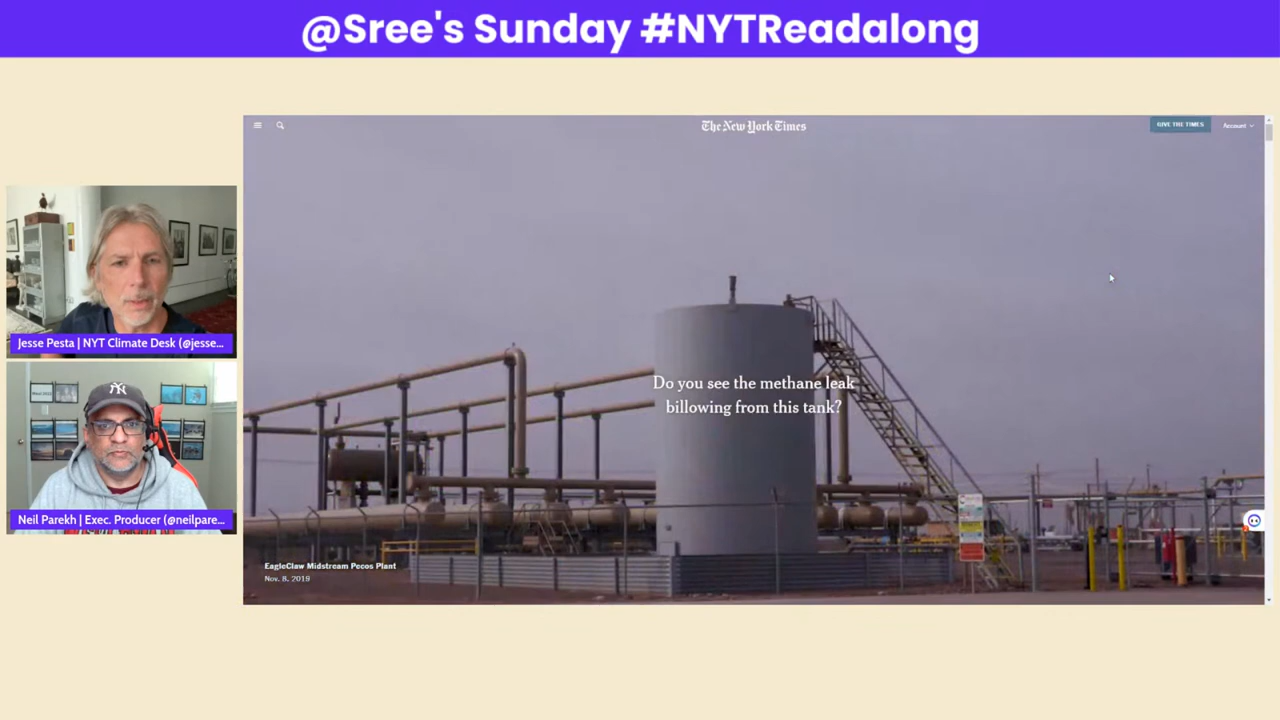 @Sree's Sunday #NYTReadalong
The New York Times
GIVE THE TIMES
Account
Jesse Pesta | NYT Climate Desk (@jesse...
Do you see the methane leak
billowing from this tank?
Neil Parekh | Exec. Producer (@neilpare...
EagleClaw Midstream Pecos Plant
Nov. 8, 2019